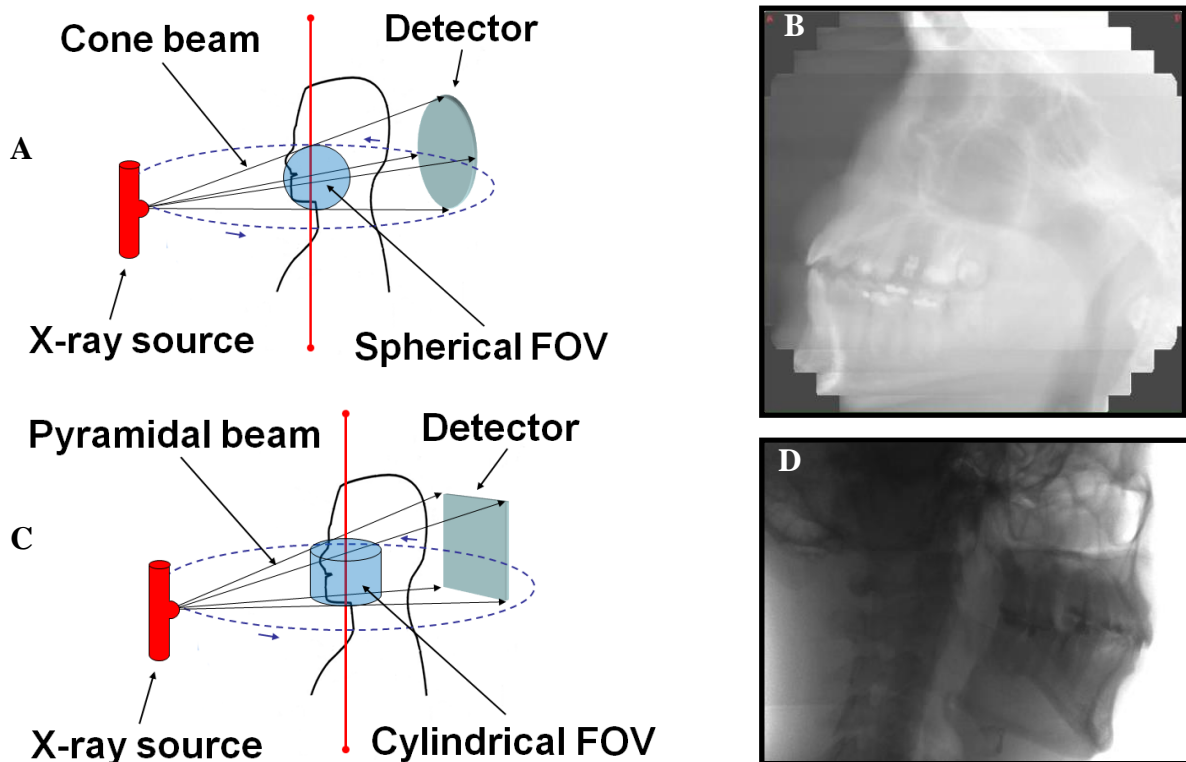 Cone beam
Detector
A
X-ray source
Spherical FOV
B
Pyramidal beam
Detector
C
X-ray source
Cylindrical FOV
D